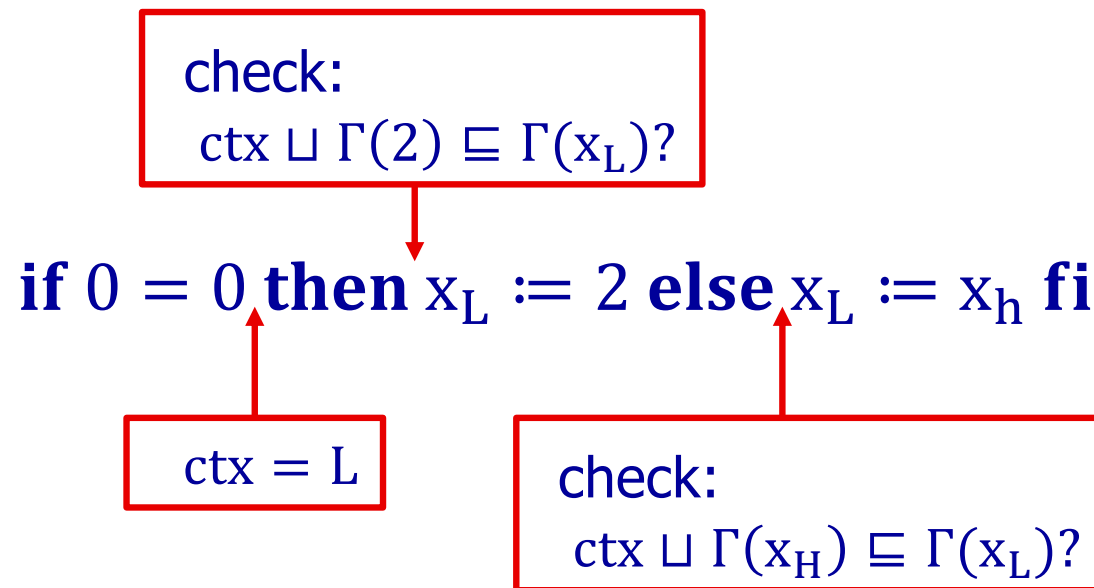 check:
ctx ⊔ Γ(2) ⊑ Γ(x_L)?
if 0 = 0 then x_L := 2 else x_L := x_h fi
ctx = L
check:
ctx ⊔ Γ(x_H) ⊑ Γ(x_L)?